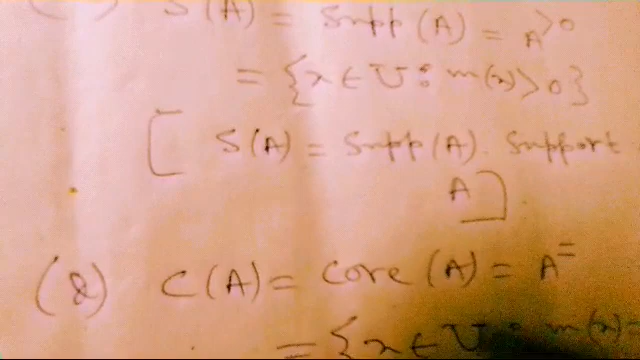 S(A) = Supp (A) = A^>0
= {x ∈ U : m(x) > 0}
[ S(A) = Supp(A). Support
A ]
(2) C(A) = Core (A) = A^=
= {x ∈ U : m(x)